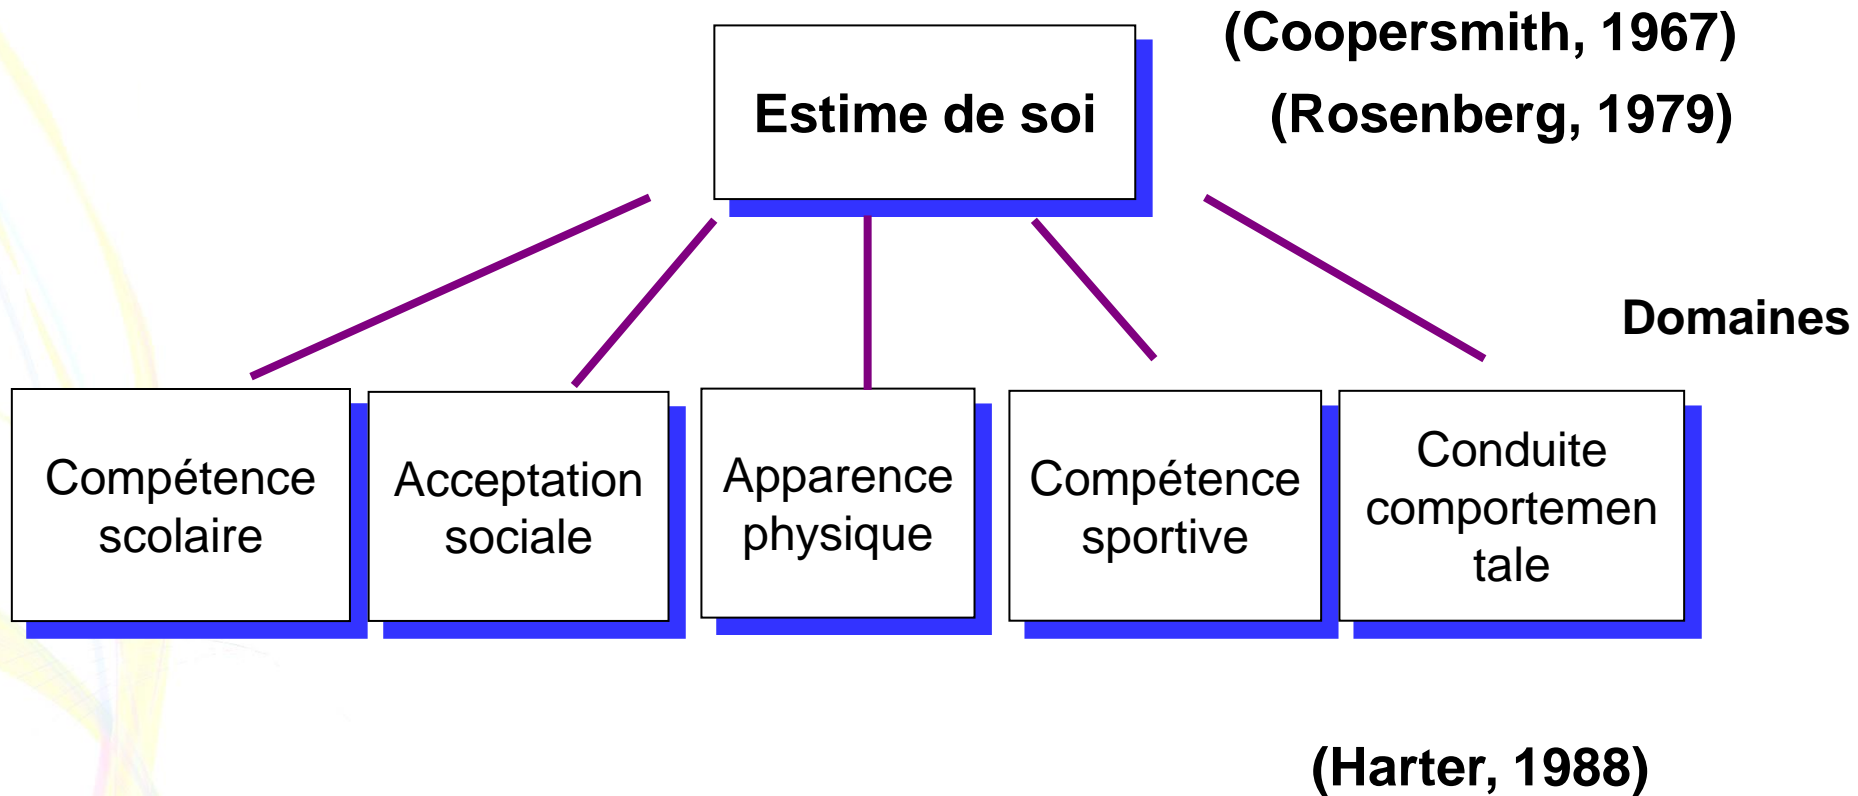 (Coopersmith, 1967)
Estime de soi
(Rosenberg, 1979)
Domaines
Compétence
scolaire
Acceptation
sociale
Apparence
physique
Compétence
sportive
Conduite
comportemen
tale
(Harter, 1988)